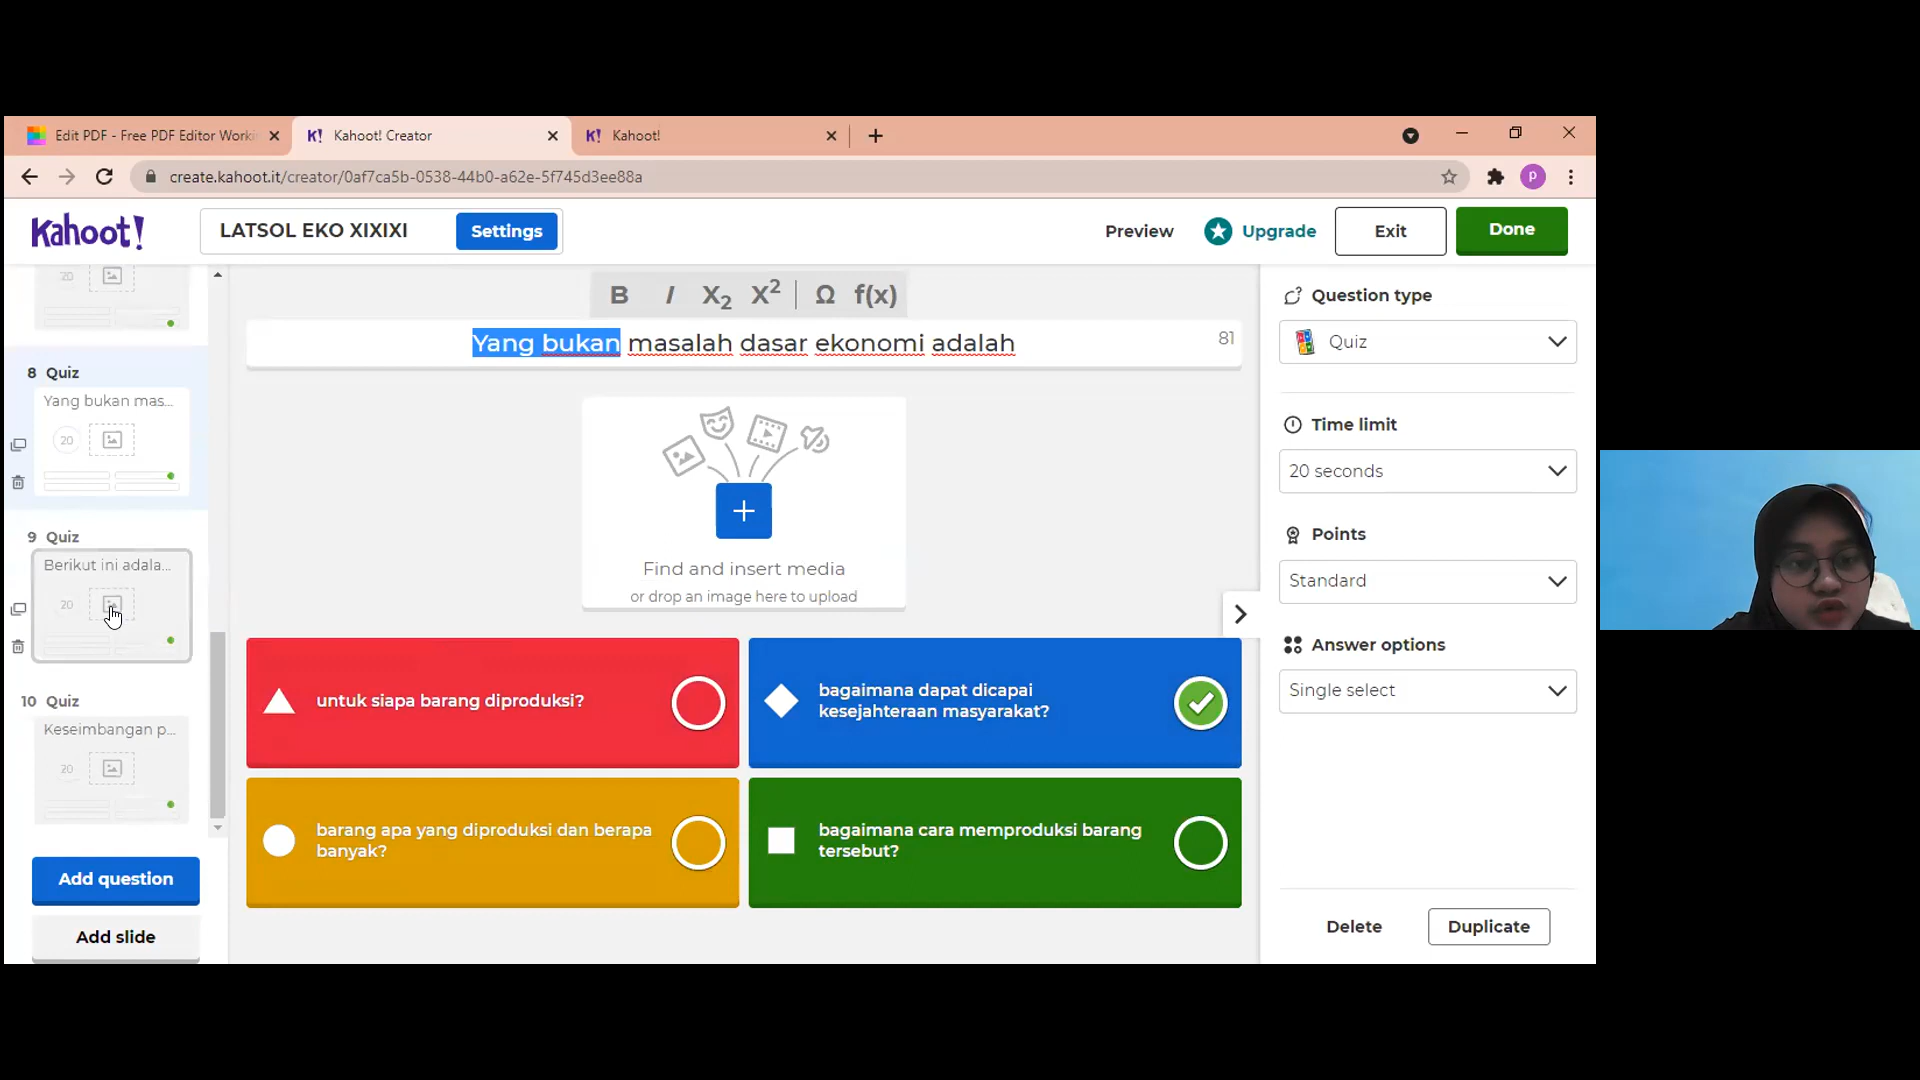 Edit PDF - Free PDF Editor Worki
K! Kahoot! Creator
K! Kahoot!
create.kahoot.it/creator/0af7ca5b-0538-44b0-a62e-5f745d3ee88a
P
Kahoot!
LATSOL EKO XIXIXI
Settings
Preview
Upgrade
Exit
Done
20
8 Quiz
Yang bukan mas...
20
9 Quiz
Berikut ini adala...
20
10 Quiz
Keseimbangan p...
20
Add question
Add slide
B I X2 X2 Ω f(x)
Yang bukan masalah dasar ekonomi adalah
81
Find and insert media
or drop an image here to upload
untuk siapa barang diproduksi?
bagaimana dapat dicapai
kesejahteraan masyarakat?
barang apa yang diproduksi dan berapa
banyak?
bagaimana cara memproduksi barang
tersebut?
Question type
Quiz
Time limit
20 seconds
Points
Standard
Answer options
Single select
Delete
Duplicate